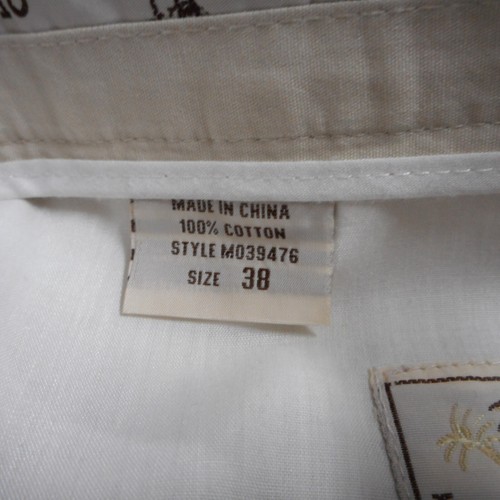 MADE IN CHINA
100% COTTON
STYLE M039476
SIZE 38